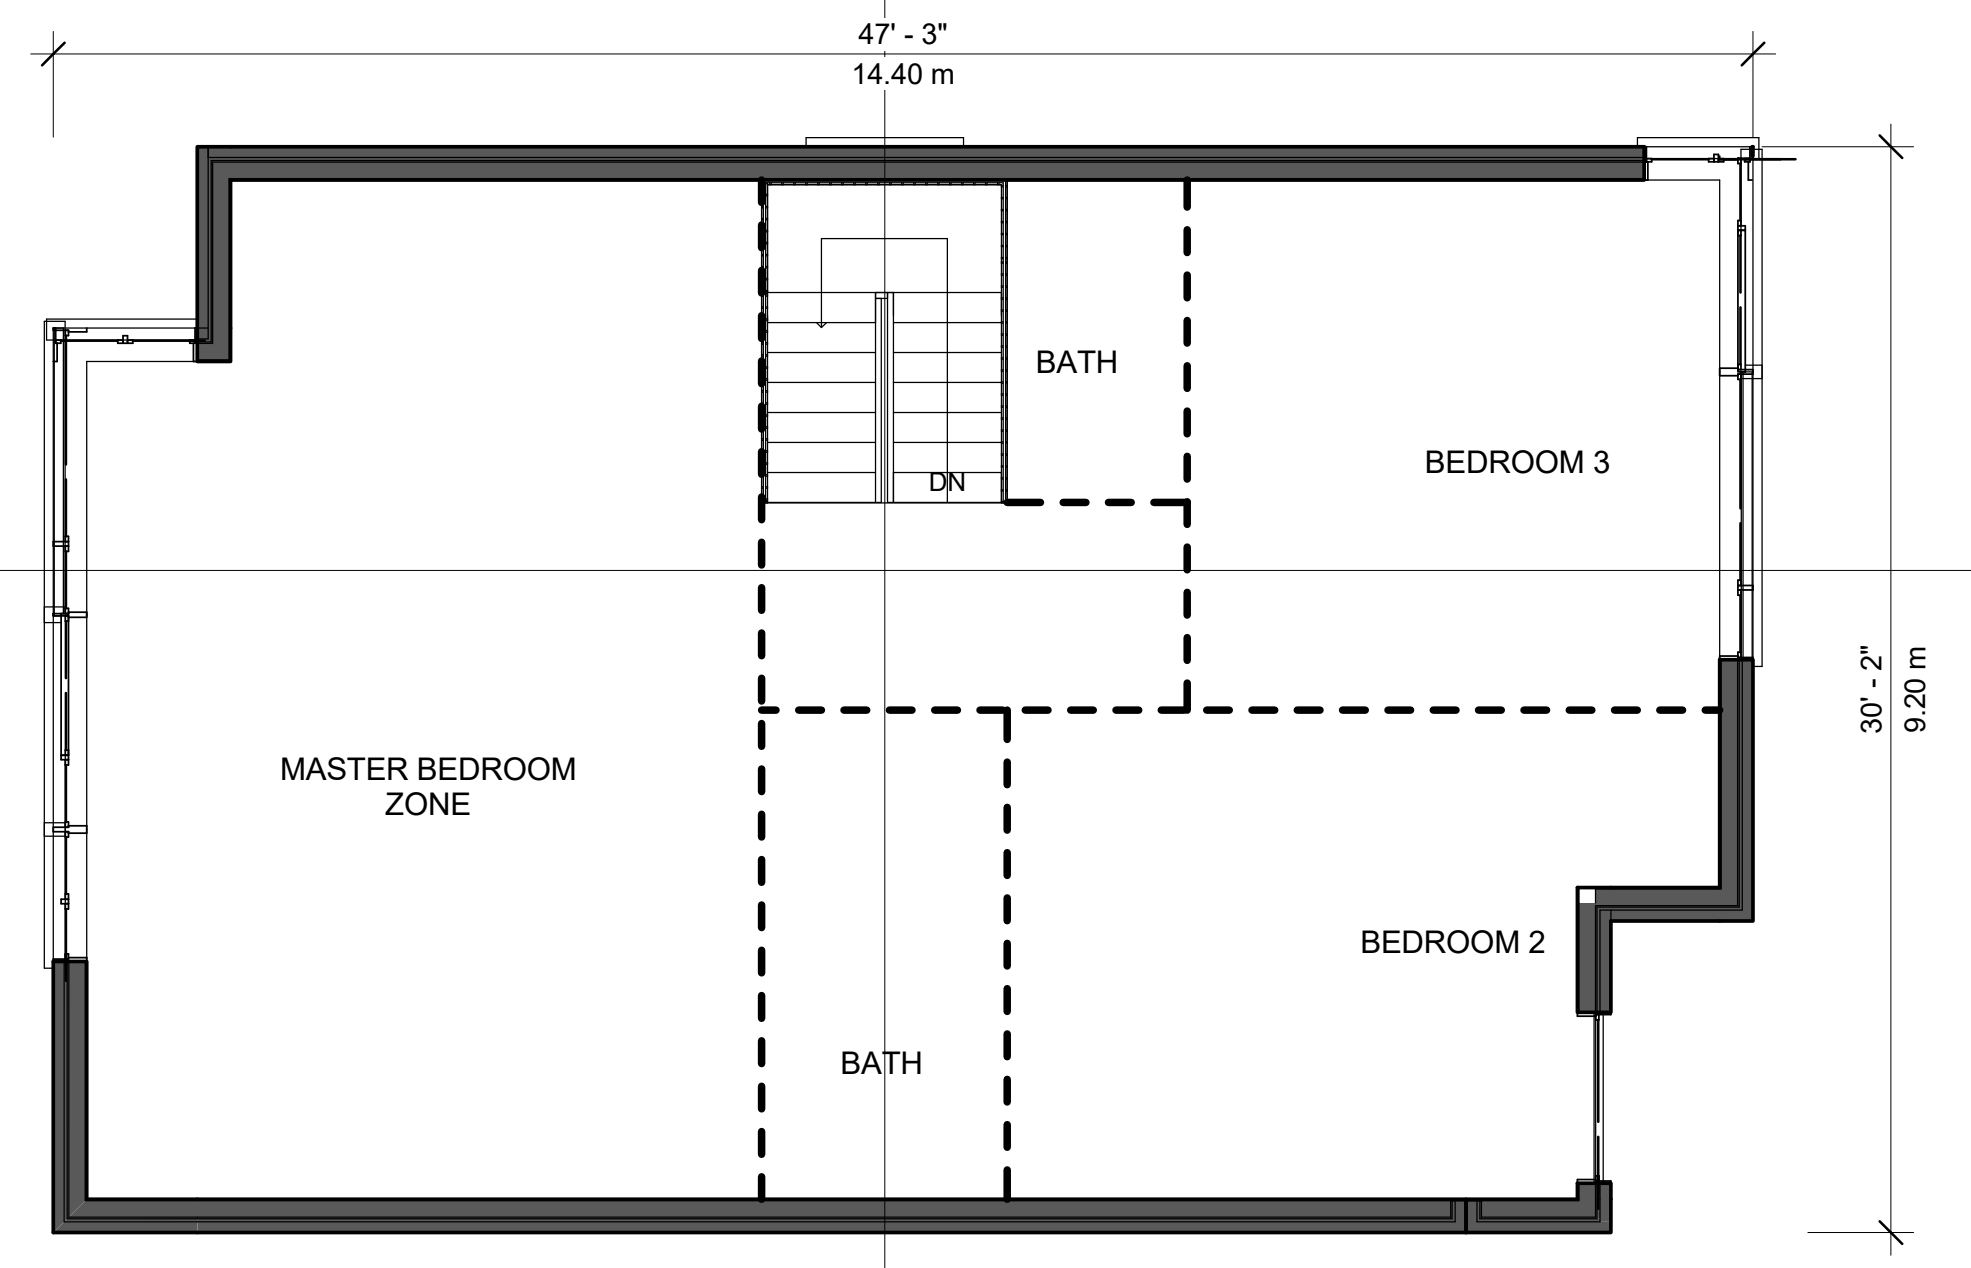 47' - 3"
14.40 m
BATH
BEDROOM 3
DN
30' - 2"
9.20 m
MASTER BEDROOM
ZONE
BEDROOM 2
BATH